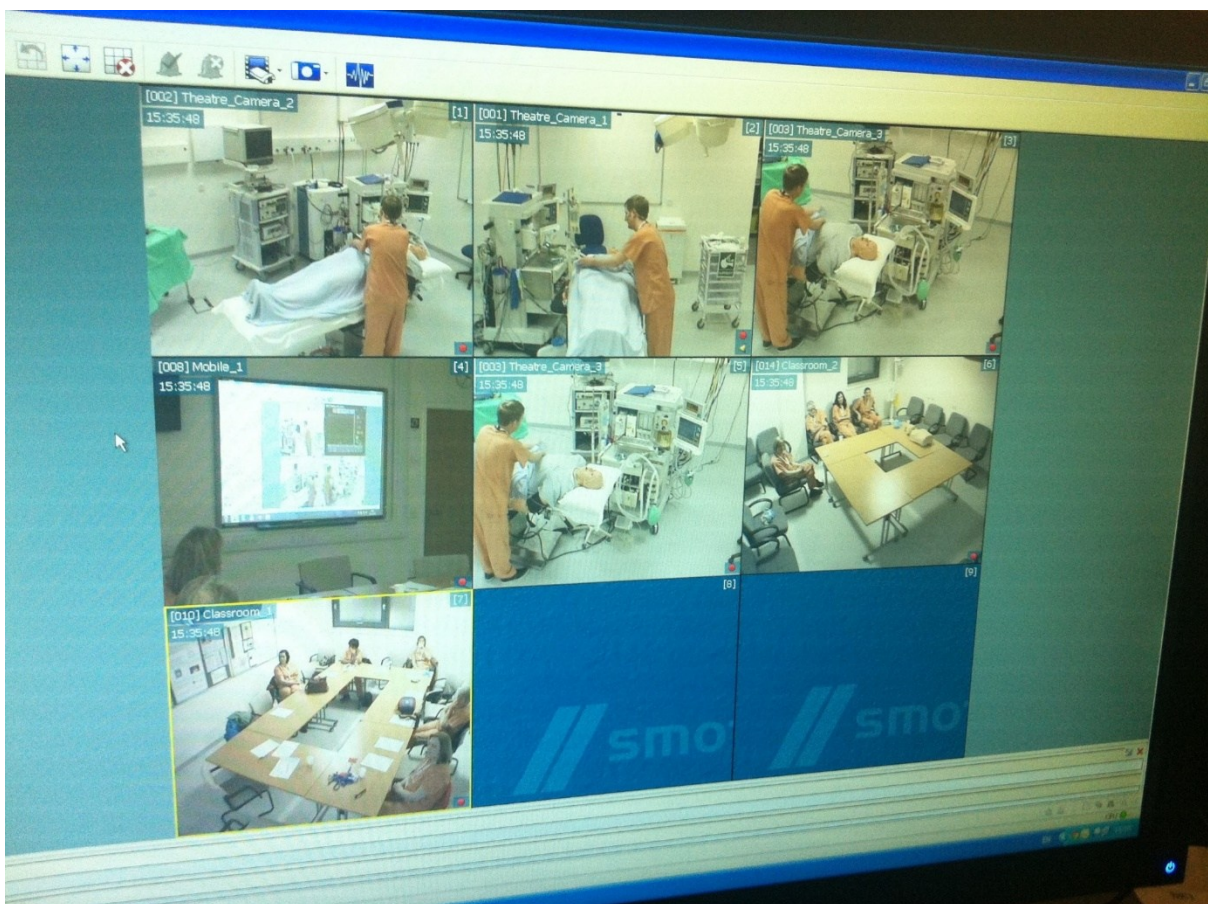 [002] Theatre_Camera_2 [1]
15:35:48
[001] Theatre_Camera_1 [2]
15:35:48
[003] Theatre_Camera_3 [3]
15:35:48
[008] Mobile_1 [4]
15:35:48
[003] Theatre_Camera_3 [5]
15:35:48
[014] Classroom_2 [6]
15:35:48
[010] Classroom_1 [7]
15:35:48
[8]
smo
[9]
smo
CPU
EN